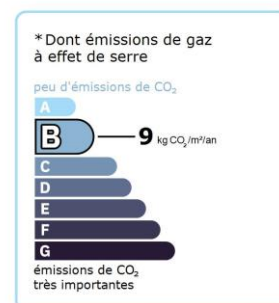 *Dont émissions de gaz
à effet de serre
peu d'émissions de CO₂
A
B 9 kg CO₂/m²/an
C
D
E
F
G
émissions de CO₂
très importantes